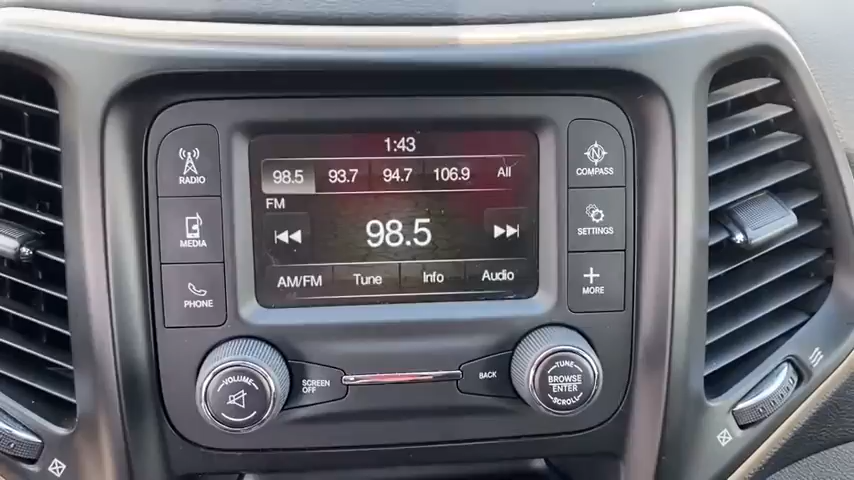 1:43
98.5 93.7 94.7 106.9 All
FM
98.5
AM/FM Tune Info Audio
RADIO
MEDIA
PHONE
COMPASS
N
SETTINGS
MORE
VOLUME
SCREEN
OFF
BACK
TUNE
BROWSE
ENTER
SCROLL